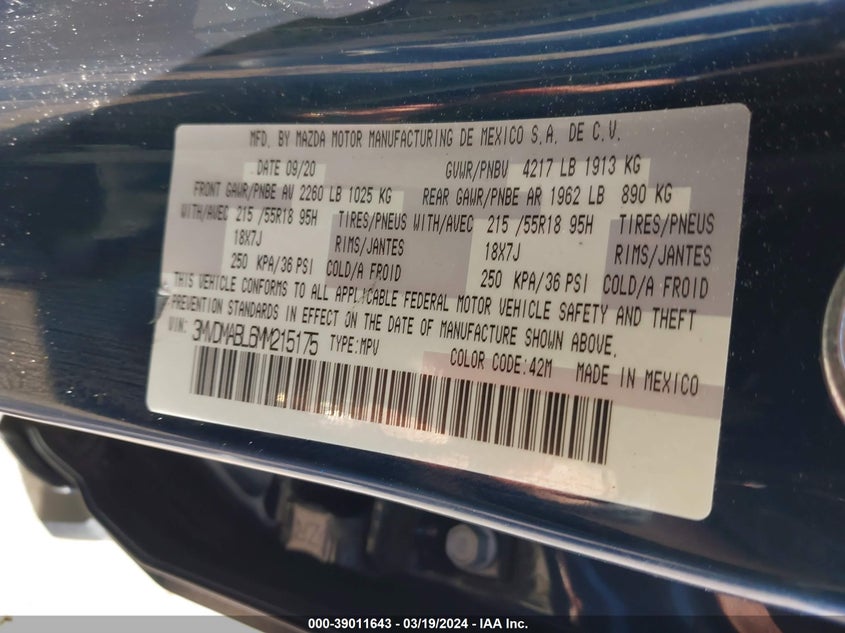 MFD. BY MAZDA MOTOR MANUFACTURING DE MEXICO S.A. DE C.V.
DATE 09/20 GVWR/PNBV 4217 LB 1913 KG
FRONT GAWR/PNBE AV 2260 LB 1025 KG REAR GAWR/PNBE AR 1962 LB 890 KG
WITH/AVEC 215 /55R18 95H TIRES/PNEUS WITH/AVEC 215 /55R18 95H TIRES/PNEUS
18X7J RIMS/JANTES 18X7J RIMS/JANTES
250 KPA/36 PSI COLD/A FROID 250 KPA/36 PSI COLD/A FROID
THIS VEHICLE CONFORMS TO ALL APPLICABLE FEDERAL MOTOR VEHICLE SAFETY AND THEFT
PREVENTION STANDARDS IN EFFECT ON THE DATE OF MANUFACTURE SHOWN ABOVE.
VIN: 3MVDMABL6MM215175 TYPE:MPV COLOR CODE:42M MADE IN MEXICO
000-39011643 - 03/19/2024 - IAA Inc.